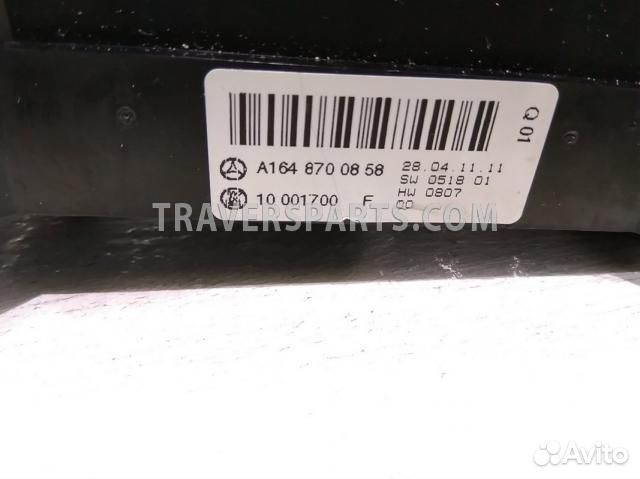 Q 01
A164 870 08 58
28.04.11.11
SW 0518 01
10 001700 F
HW 0807
00
TRAVERSPARTS.COM
Avito